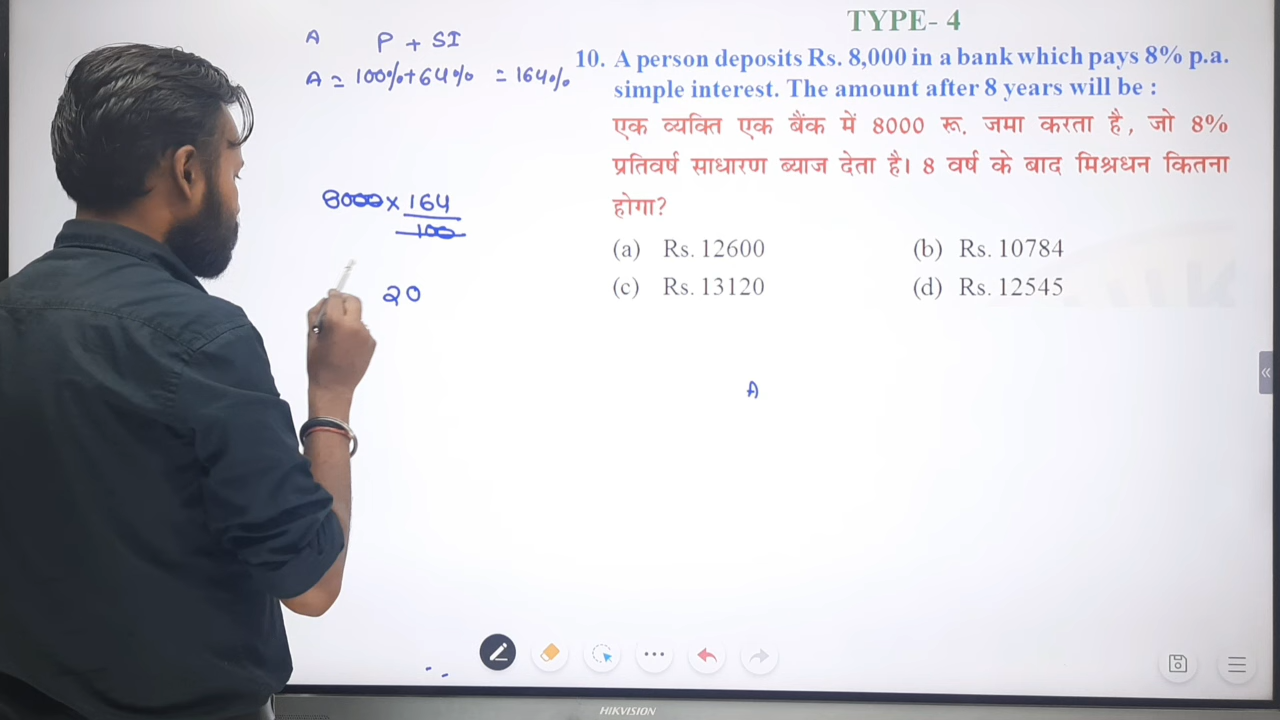 TYPE- 4
A P + SI
A = 100%+64% = 164%
10. A person deposits Rs. 8,000 in a bank which pays 8% p.a.
simple interest. The amount after 8 years will be :
एक व्यक्ति एक बैंक में 8000 रू. जमा करता है, जो 8%
प्रतिवर्ष साधारण ब्याज देता है। 8 वर्ष के बाद मिश्रधन कितना
होगा?
(a) Rs. 12600 (b) Rs. 10784
(c) Rs. 13120 (d) Rs. 12545
8000 × 164
100
20
A
HIKVISION